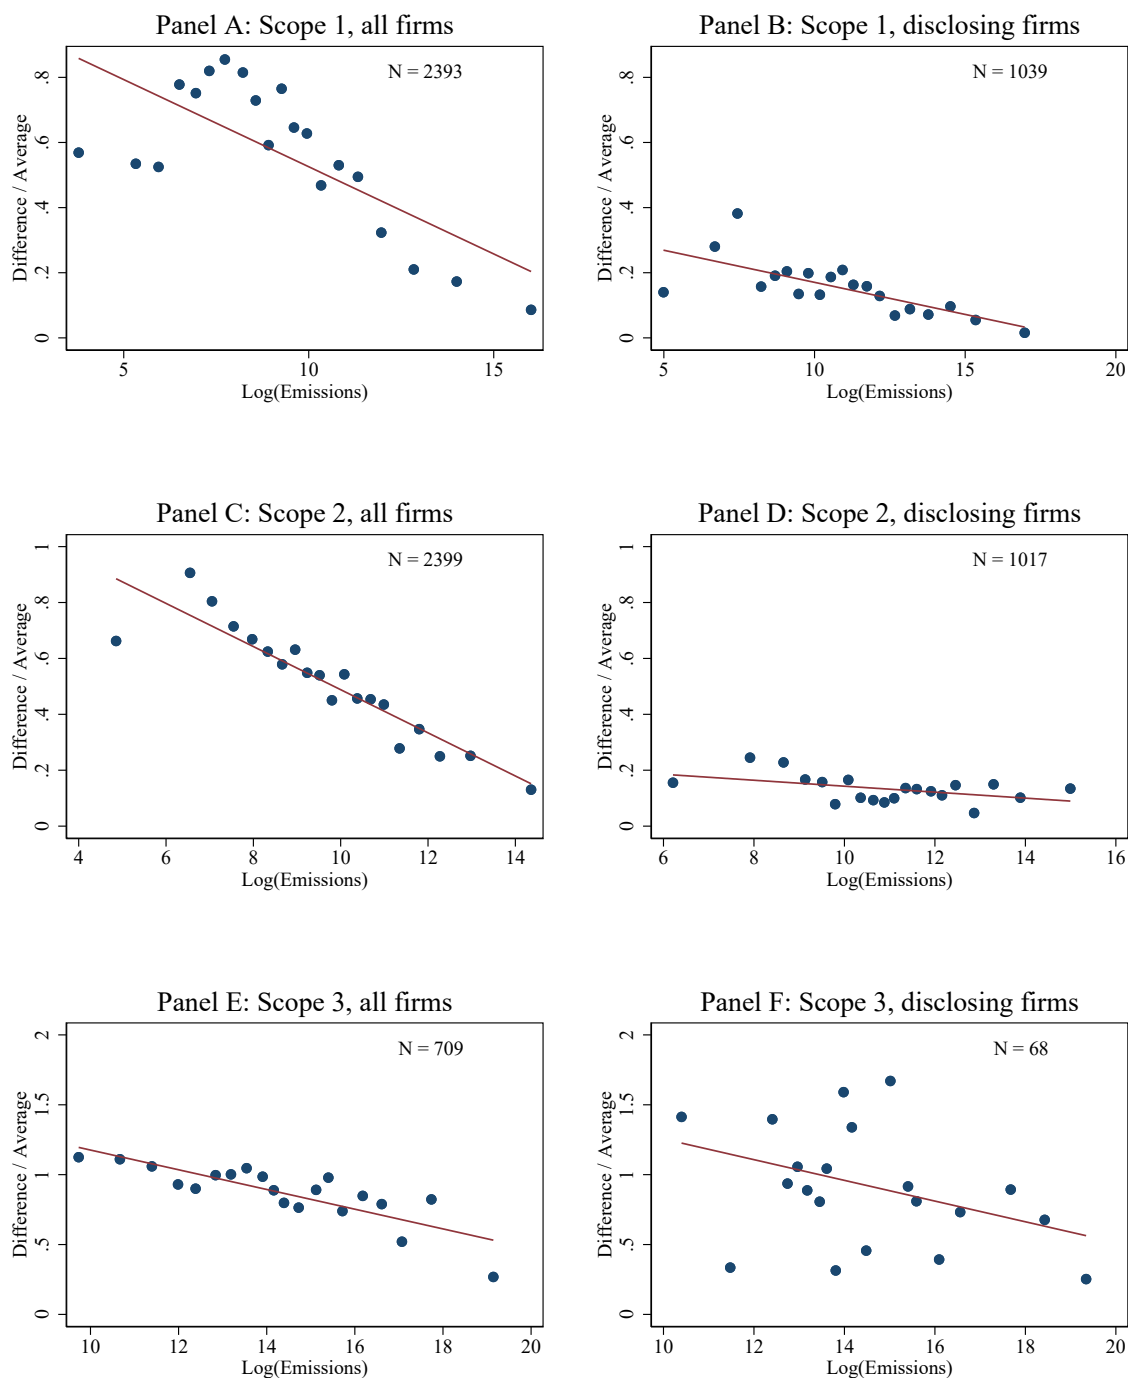 Panel A: Scope 1, all firms
N = 2393
Difference / Average
.8
.6
.4
.2
0
5
10
15
Log(Emissions)
Panel B: Scope 1, disclosing firms
N = 1039
Difference / Average
.8
.6
.4
.2
0
5
10
15
20
Log(Emissions)
Panel C: Scope 2, all firms
N = 2399
Difference / Average
1
.8
.6
.4
.2
0
4
6
8
10
12
14
Log(Emissions)
Panel D: Scope 2, disclosing firms
N = 1017
Difference / Average
1
.8
.6
.4
.2
0
6
8
10
12
14
16
Log(Emissions)
Panel E: Scope 3, all firms
N = 709
Difference / Average
2
1.5
1
.5
0
10
12
14
16
18
20
Log(Emissions)
Panel F: Scope 3, disclosing firms
N = 68
Difference / Average
2
1.5
1
.5
0
10
12
14
16
18
20
Log(Emissions)